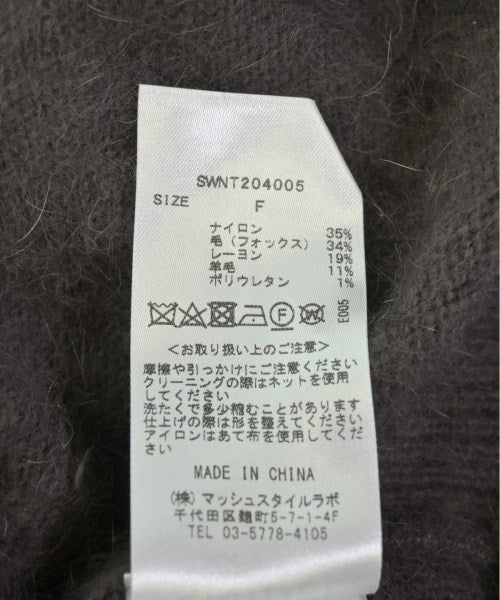 SWNT204005
SIZE F
ナイロン 35%
毛(フォックス) 34%
レーヨン 19%
羊毛 11%
ポリウレタン 1%
F W
E005
<お取り扱い上のご注意>
摩擦や引っかけにご注意ください
クリーニングの際はネットを使用
してください
洗たくで多少縮むことがあります
仕上げの際は形を整えてください
アイロンはあて布を使用してくだ
さい
MADE IN CHINA
(株)マッシュスタイルラボ
千代田区麹町5-7-1-4F
TEL 03-5778-4105